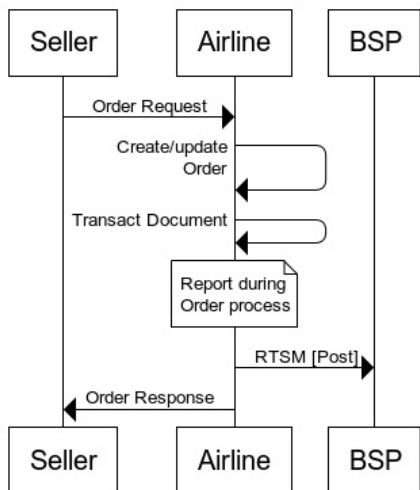 Seller
Airline
BSP
Order Request
Create/update
Order
Transact Document
Report during
Order process
RTSM [Post]
Order Response
Seller
Airline
BSP